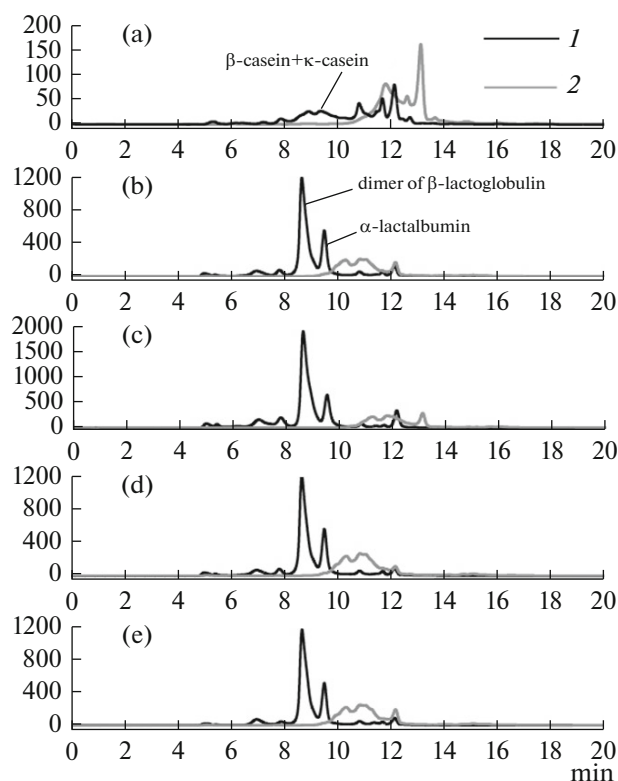 200
150
100
50
0
(a)
β-casein+κ-casein
1
2
0 2 4 6 8 10 12 14 16 18 20
1200
800
400
0
(b)
dimer of β-lactoglobulin
α-lactalbumin
0 2 4 6 8 10 12 14 16 18 20
2000
1500
1000
500
0
(c)
0 2 4 6 8 10 12 14 16 18 20
1200
800
400
0
(d)
0 2 4 6 8 10 12 14 16 18 20
1200
800
400
0
(e)
0 2 4 6 8 10 12 14 16 18 20
min